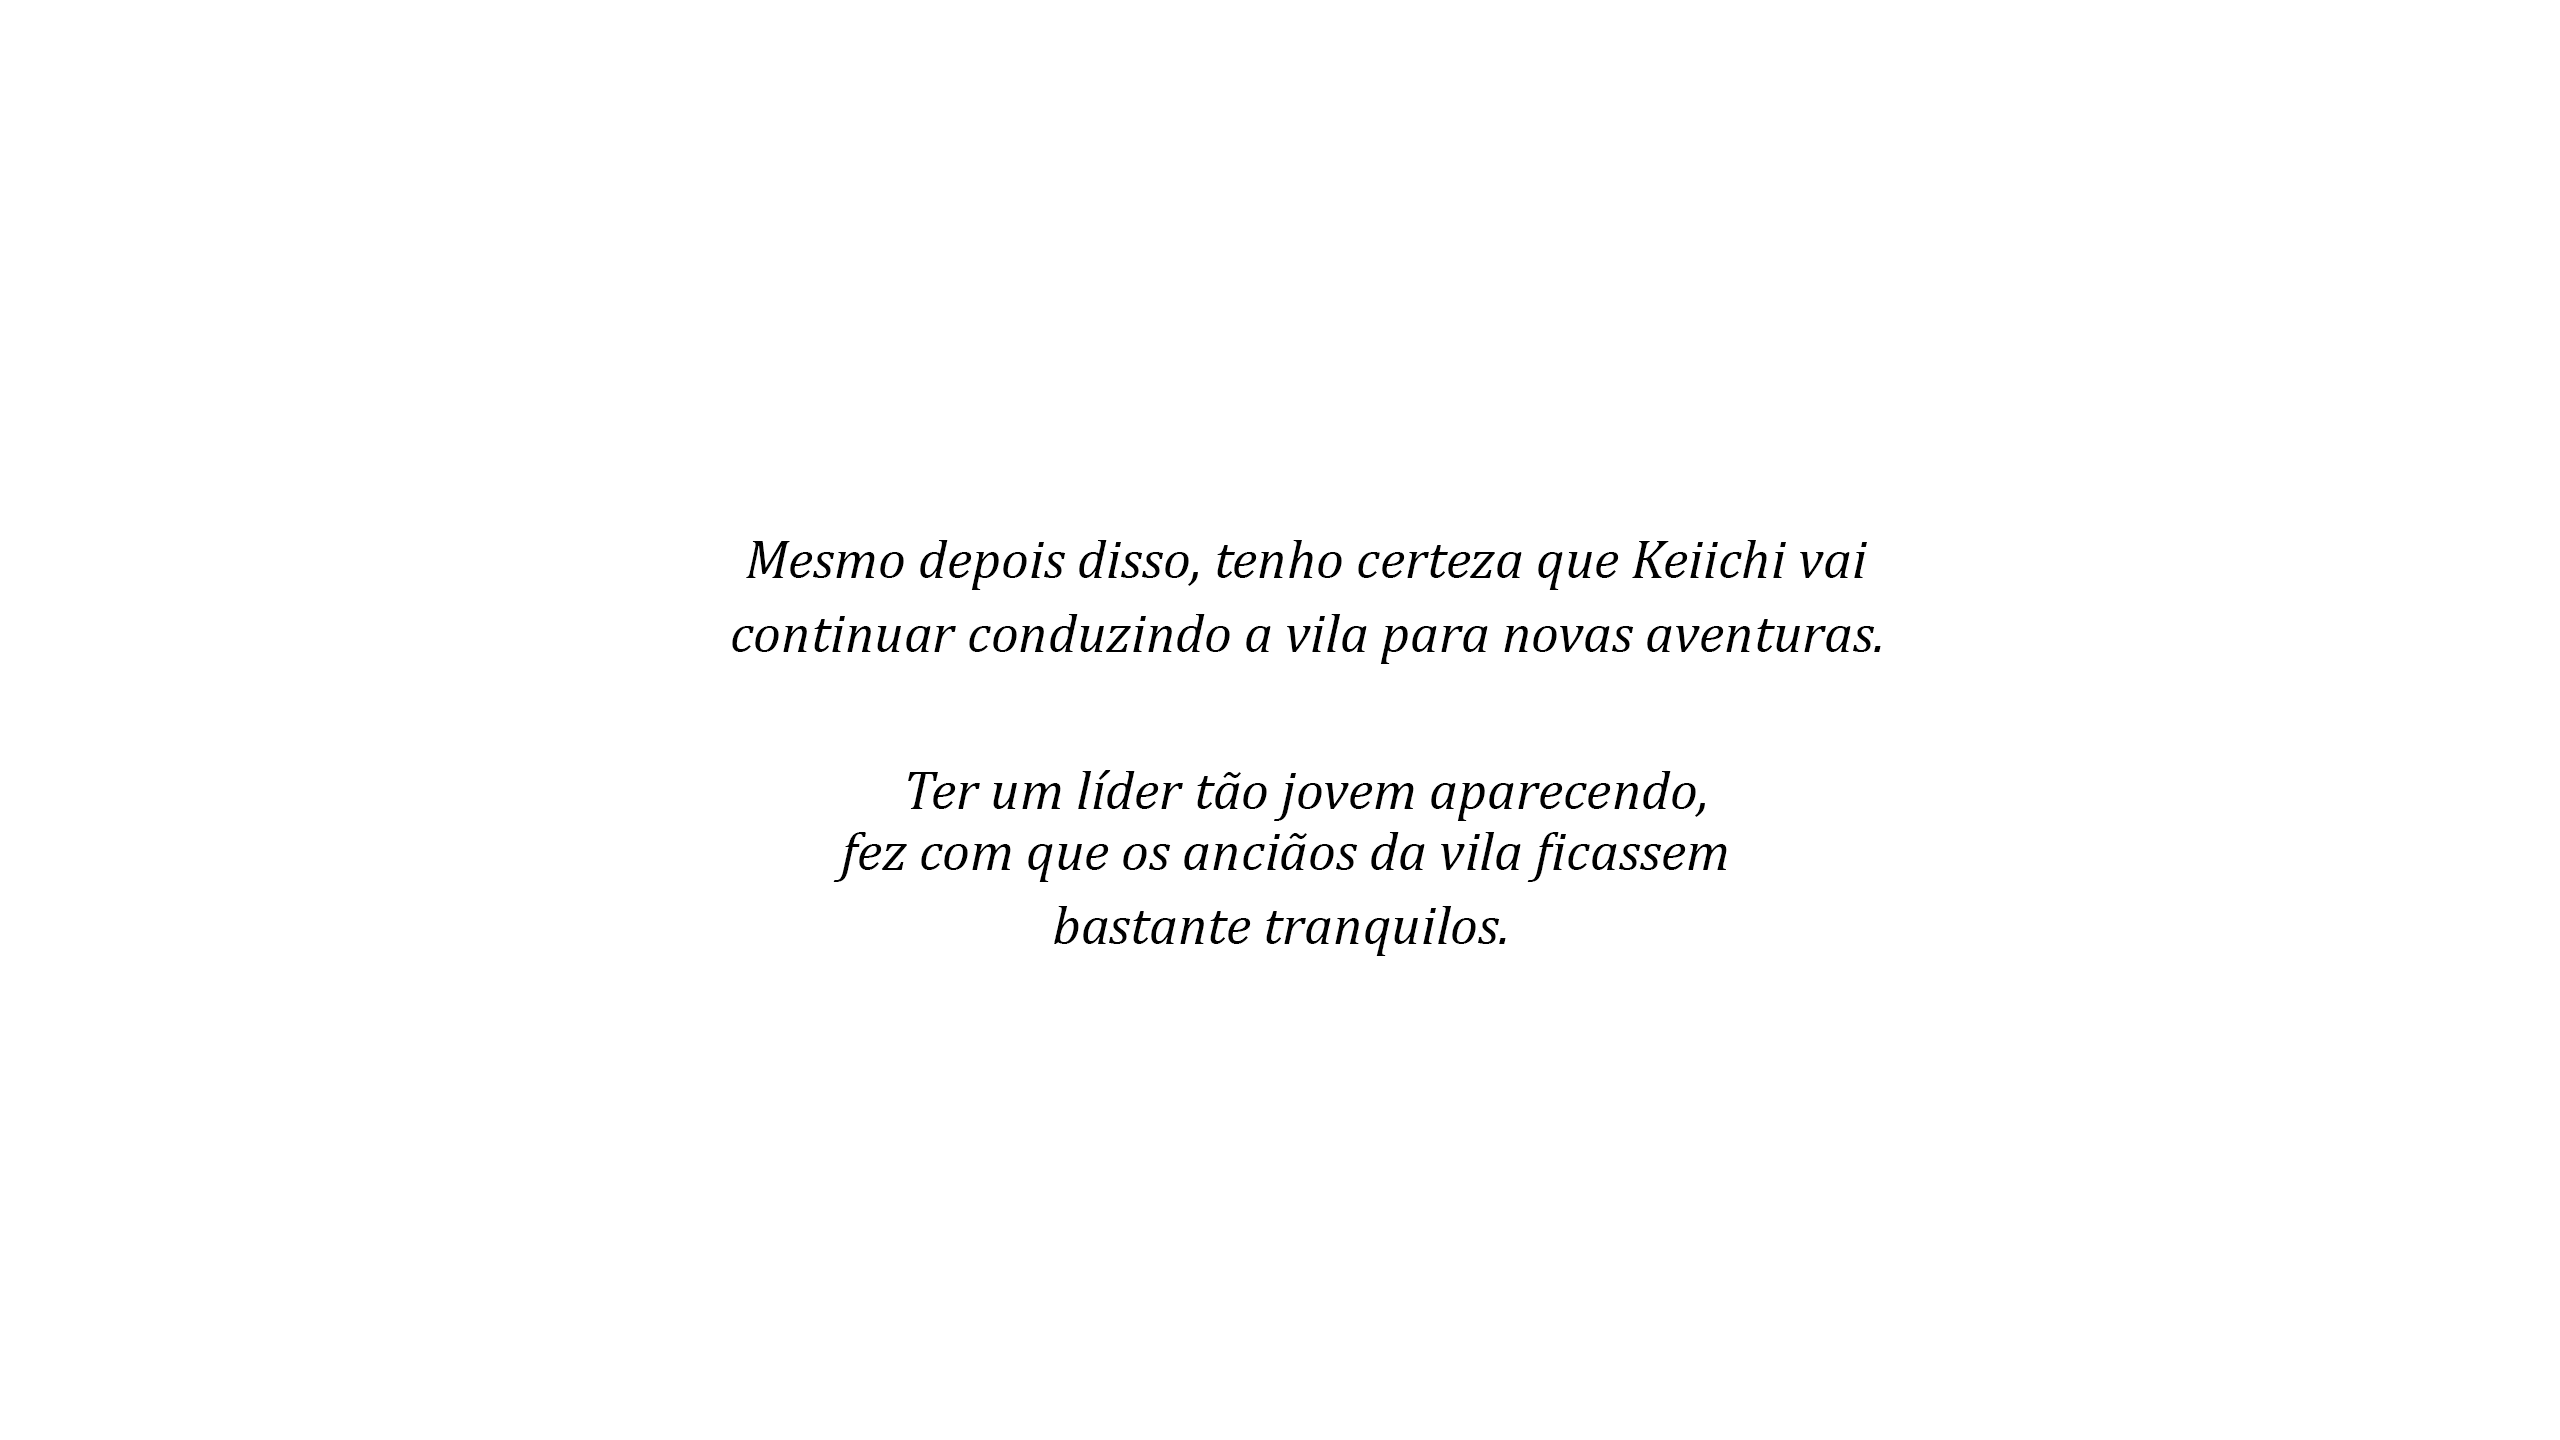 Mesmo depois disso, tenho certeza que Keiichi vai
continuar conduzindo a vila para novas aventuras.
Ter um líder tão jovem aparecendo,
fez com que os anciãos da vila ficassem
bastante tranquilos.